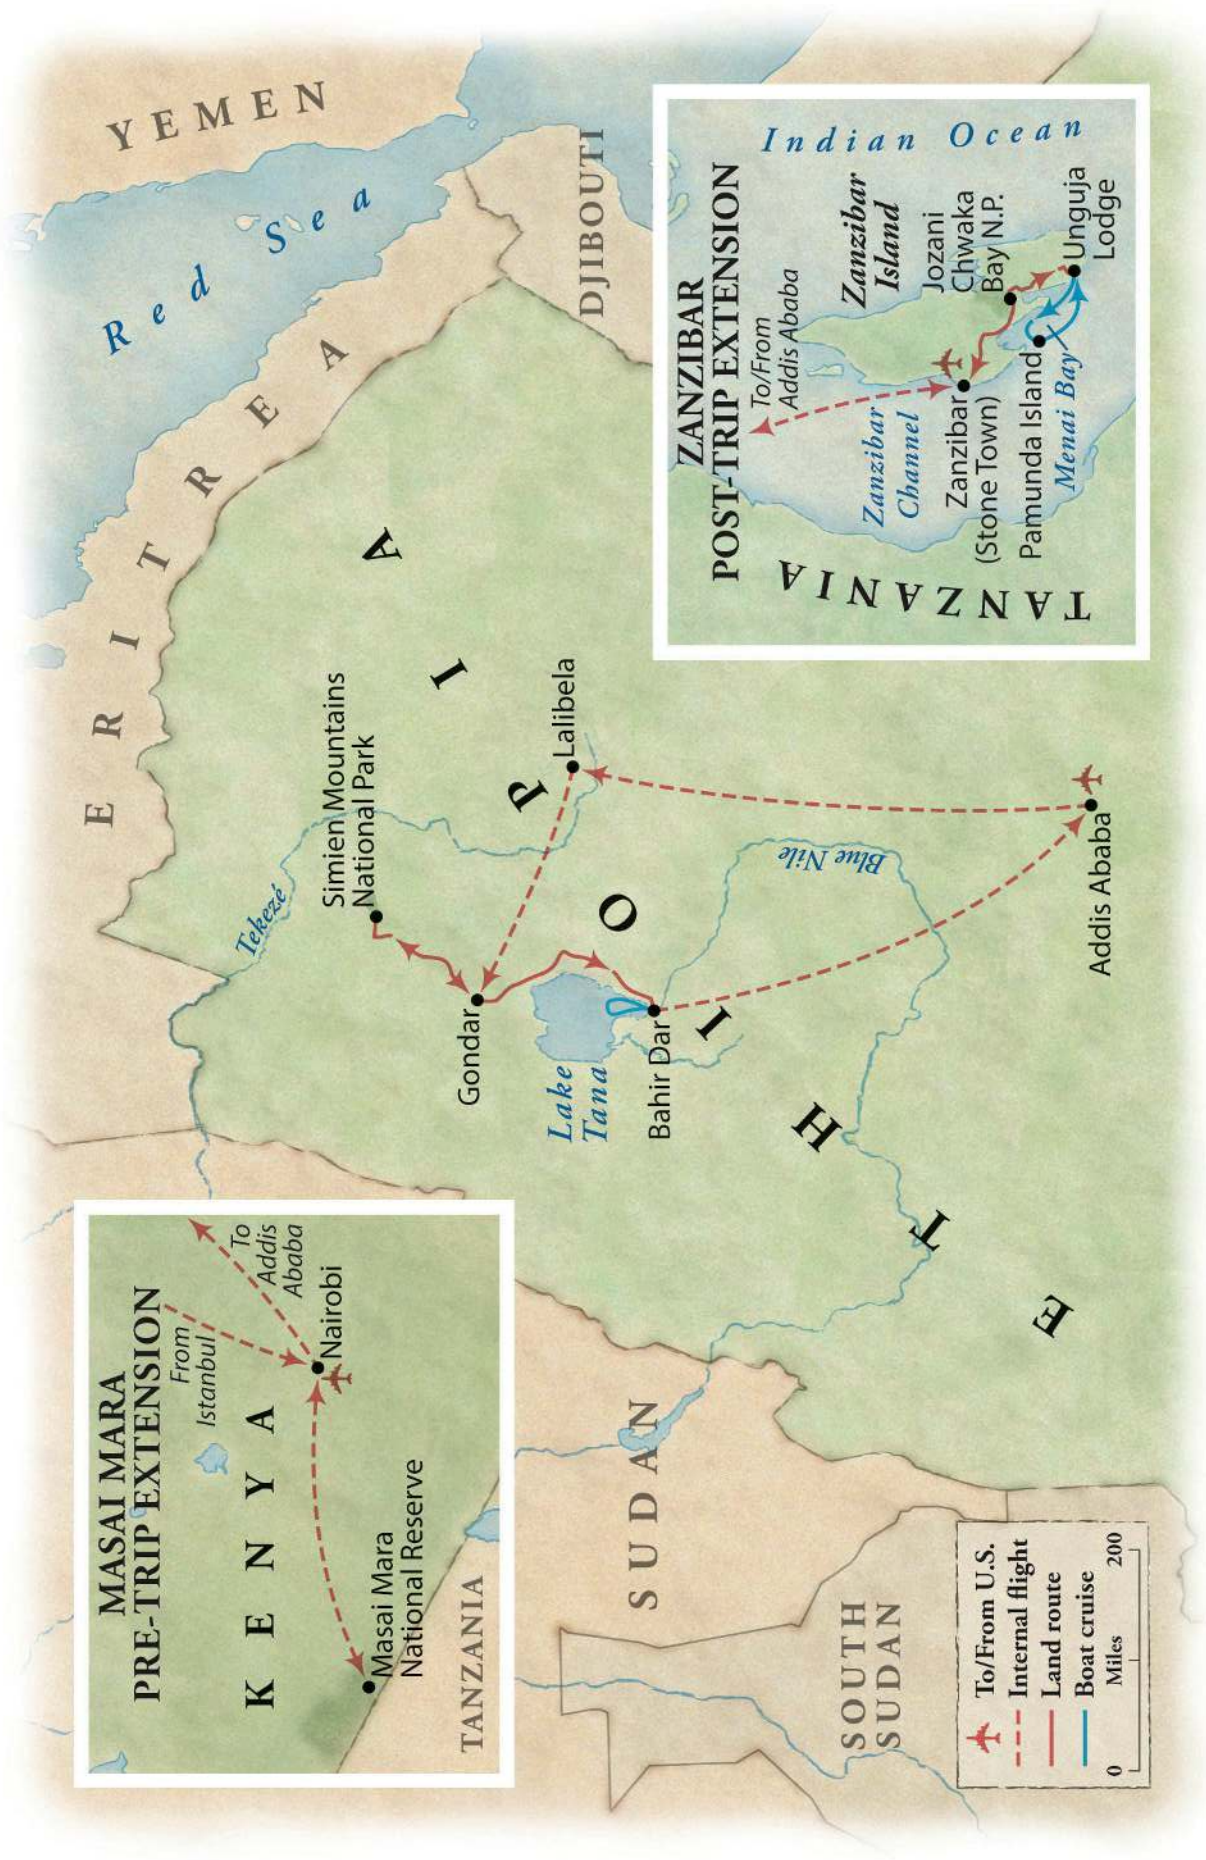 MASAI MARA
PRE-TRIP EXTENSION
From
Istanbul
To
Addis
Ababa
KENYA
Nairobi
Masai Mara
National Reserve
TANZANIA
YEMEN
Red Sea
ERITREA
DJIBOUTI
Tekezé
Simien Mountains
National Park
Gondar
Lalibela
Lake
Tana
Bahir Dar
Blue Nile
ETHIOPIA
Addis Ababa
SUDAN
SOUTH
SUDAN
To/From U.S.
Internal flight
Land route
Boat cruise
0 Miles 200
ZANZIBAR
POST-TRIP EXTENSION
To/From
Addis Ababa
Indian Ocean
Zanzibar
Island
Zanzibar
Channel
Jozani
Chwaka
Bay N.P.
Zanzibar
(Stone Town)
Pamunda Island
Menai Bay
Unguja
Lodge
TANZANIA